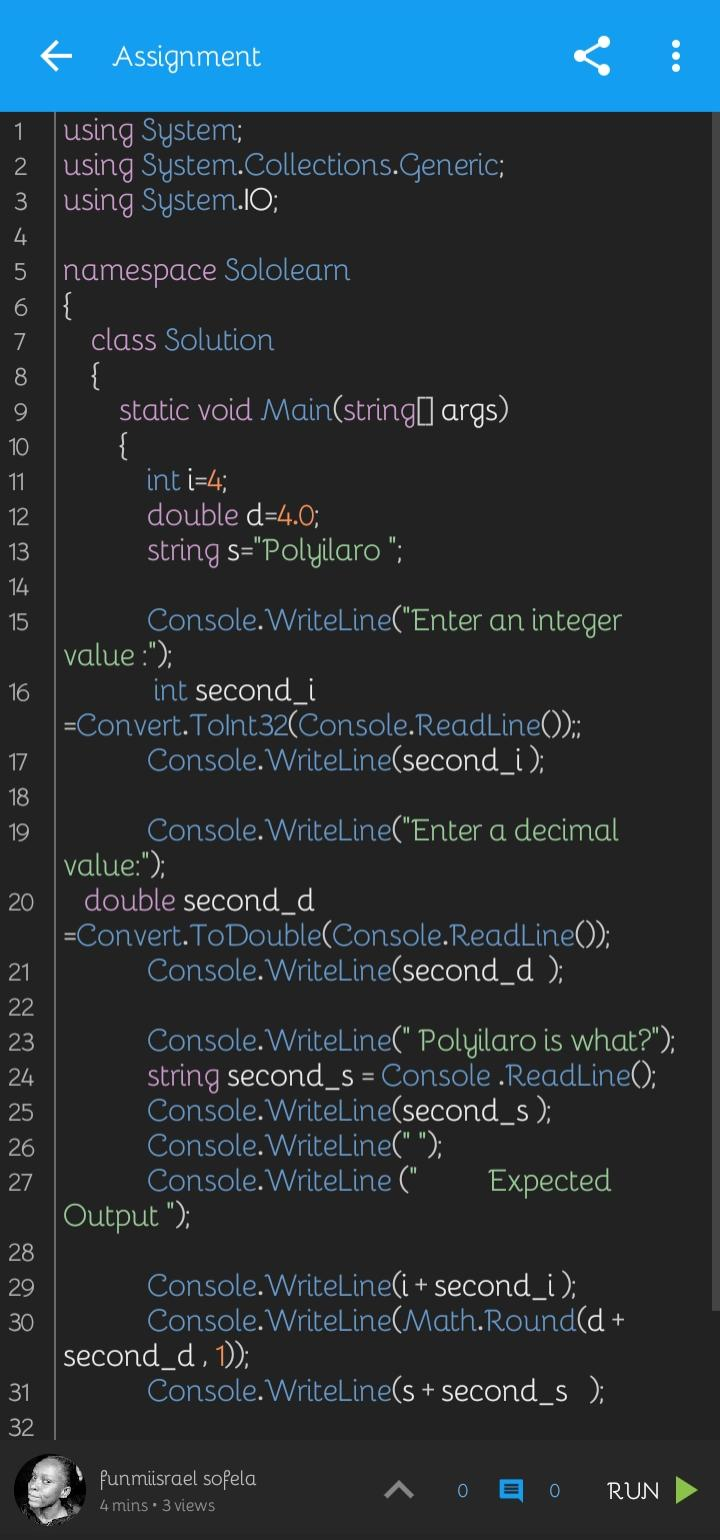 Assignment
1 using System;
2 using System.Collections.Generic;
3 using System.IO;
4
5 namespace Sololearn
6 {
7 class Solution
8 {
9 static void Main(string[] args)
10 {
11 int i=4;
12 double d=4.0;
13 string s="Polyilaro ";
14
15 Console.WriteLine("Enter an integer
value :");
16 int second_i
=Convert.ToInt32(Console.ReadLine());;
17 Console.WriteLine(second_i );
18
19 Console.WriteLine("Enter a decimal
value:");
20 double second_d
=Convert.ToDouble(Console.ReadLine());
21 Console.WriteLine(second_d  );
22
23 Console.WriteLine(" Polyilaro is what?");
24 string second_s = Console .ReadLine();
25 Console.WriteLine(second_s );
26 Console.WriteLine(" ");
27 Console.WriteLine ("        Expected
Output ");
28
29 Console.WriteLine(i + second_i );
30 Console.WriteLine(Math.Round(d +
second_d , 1));
31 Console.WriteLine(s + second_s   );
32
funmiisrael sofela
4 mins • 3 views
0 0 RUN